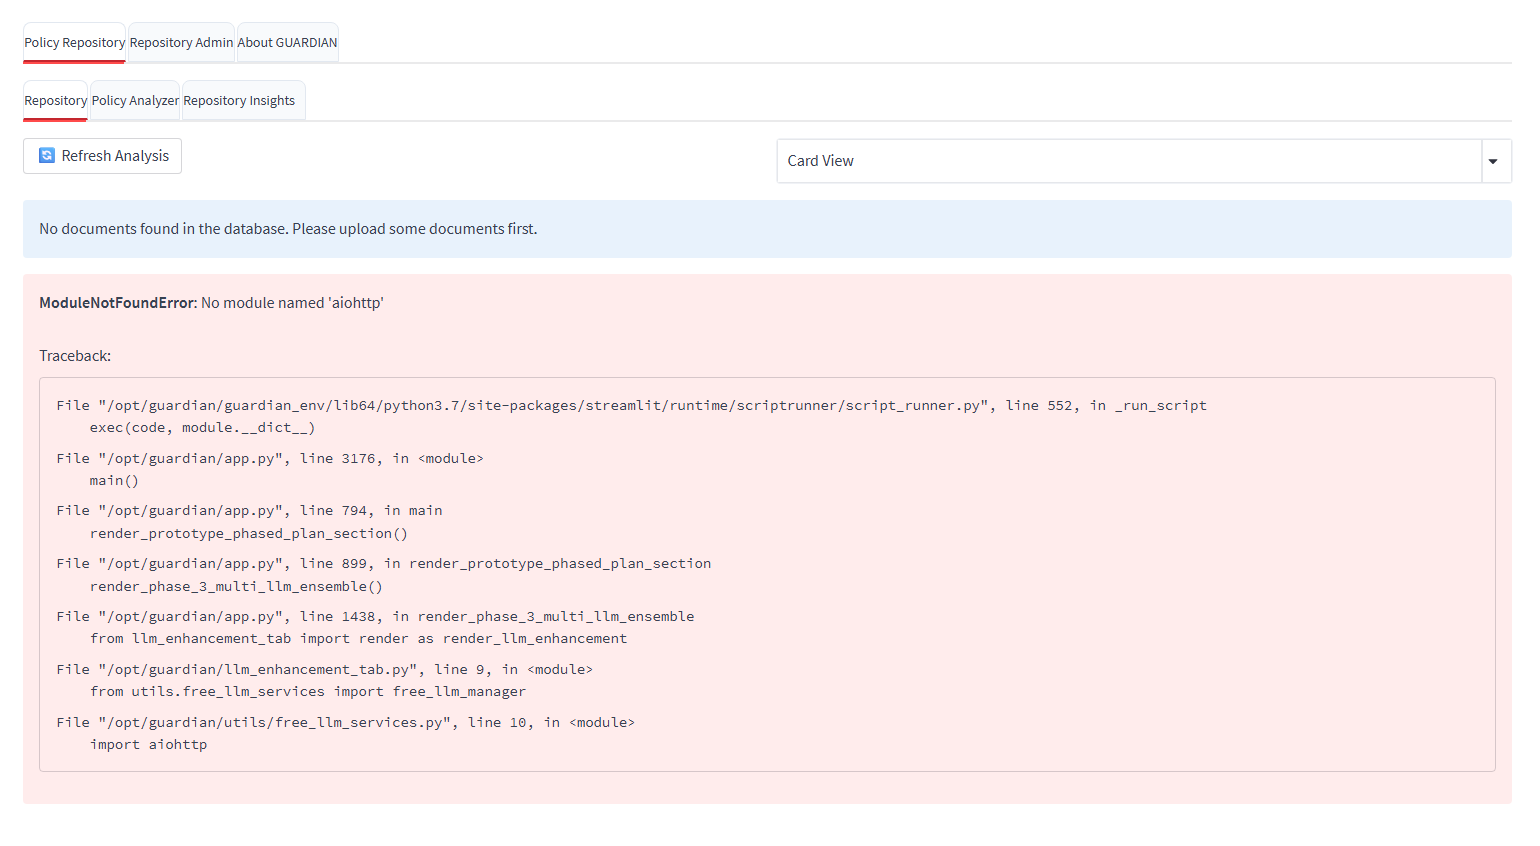 Policy Repository Repository Admin About GUARDIAN
Repository Policy Analyzer Repository Insights
Refresh Analysis Card View
No documents found in the database. Please upload some documents first.
ModuleNotFoundError: No module named 'aiohttp'
Traceback:
File "/opt/guardian/guardian_env/lib64/python3.7/site-packages/streamlit/runtime/scriptrunner/script_runner.py", line 552, in _run_script
exec(code, module.__dict__)
File "/opt/guardian/app.py", line 3176, in <module>
main()
File "/opt/guardian/app.py", line 794, in main
render_prototype_phased_plan_section()
File "/opt/guardian/app.py", line 899, in render_prototype_phased_plan_section
render_phase_3_multi_llm_ensemble()
File "/opt/guardian/app.py", line 1438, in render_phase_3_multi_llm_ensemble
from llm_enhancement_tab import render as render_llm_enhancement
File "/opt/guardian/llm_enhancement_tab.py", line 9, in <module>
from utils.free_llm_services import free_llm_manager
File "/opt/guardian/utils/free_llm_services.py", line 10, in <module>
import aiohttp